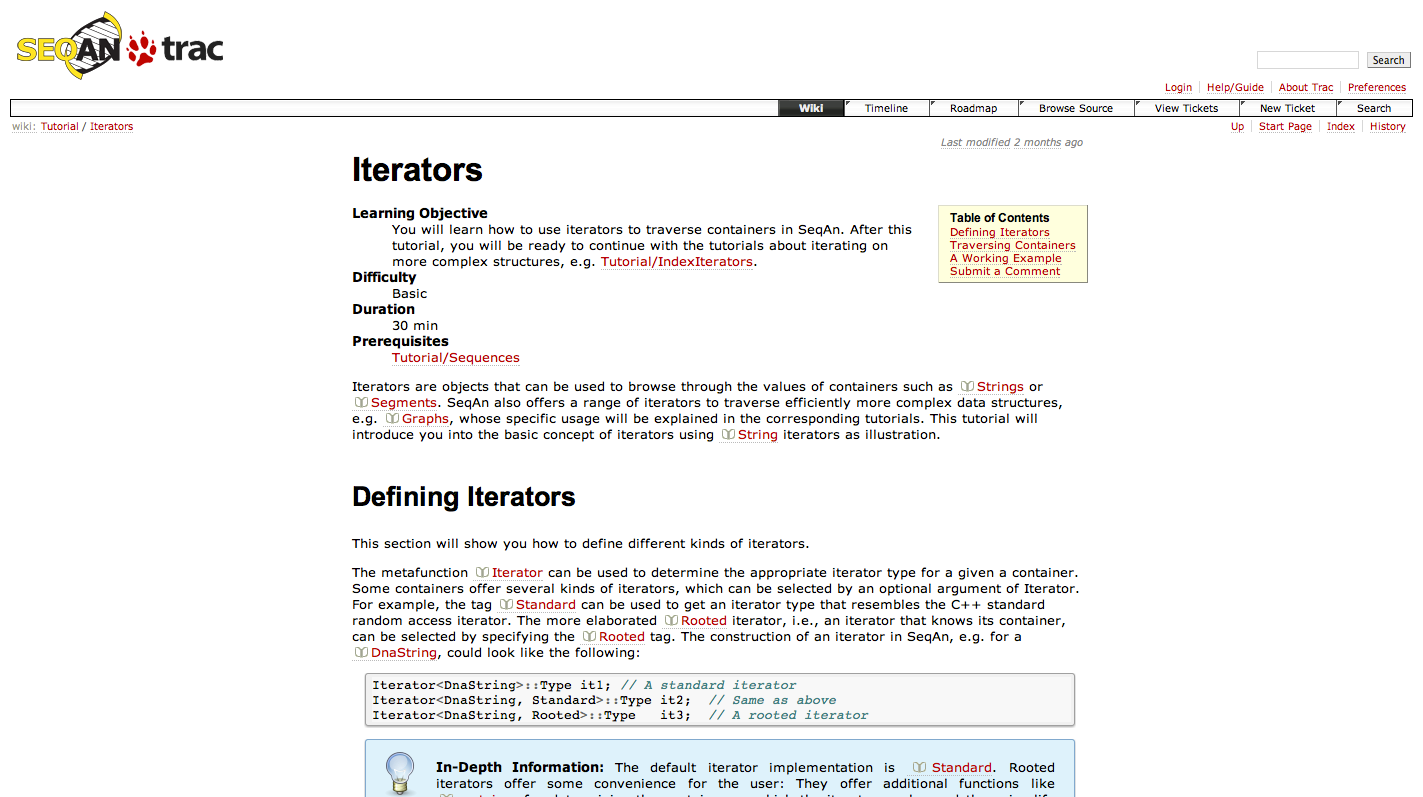 SEQAN trac
Search
Login Help/Guide About Trac Preferences
Wiki Timeline Roadmap Browse Source View Tickets New Ticket Search
wiki: Tutorial / Iterators
Up Start Page Index History
Last modified 2 months ago
Iterators
Learning Objective
You will learn how to use iterators to traverse containers in SeqAn. After this
tutorial, you will be ready to continue with the tutorials about iterating on
more complex structures, e.g. Tutorial/IndexIterators.
Difficulty
Basic
Duration
30 min
Prerequisites
Tutorial/Sequences
Table of Contents
Defining Iterators
Traversing Containers
A Working Example
Submit a Comment
Iterators are objects that can be used to browse through the values of containers such as Strings or
Segments. SeqAn also offers a range of iterators to traverse efficiently more complex data structures,
e.g. Graphs, whose specific usage will be explained in the corresponding tutorials. This tutorial will
introduce you into the basic concept of iterators using String iterators as illustration.
Defining Iterators
This section will show you how to define different kinds of iterators.
The metafunction Iterator can be used to determine the appropriate iterator type for a given a container.
Some containers offer several kinds of iterators, which can be selected by an optional argument of Iterator.
For example, the tag Standard can be used to get an iterator type that resembles the C++ standard
random access iterator. The more elaborated Rooted iterator, i.e., an iterator that knows its container,
can be selected by specifying the Rooted tag. The construction of an iterator in SeqAn, e.g. for a
DnaString, could look like the following:
Iterator<DnaString>::Type it1; // A standard iterator
Iterator<DnaString, Standard>::Type it2; // Same as above
Iterator<DnaString, Rooted>::Type it3; // A rooted iterator
In-Depth Information: The default iterator implementation is Standard. Rooted
iterators offer some convenience for the user: They offer additional functions like